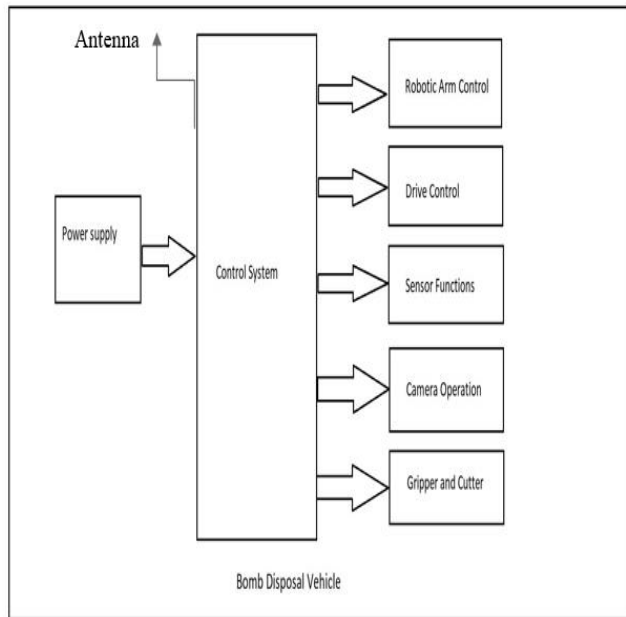 Antenna
Power supply
Control System
Robotic Arm Control
Drive Control
Sensor Functions
Camera Operation
Gripper and Cutter
Bomb Disposal Vehicle